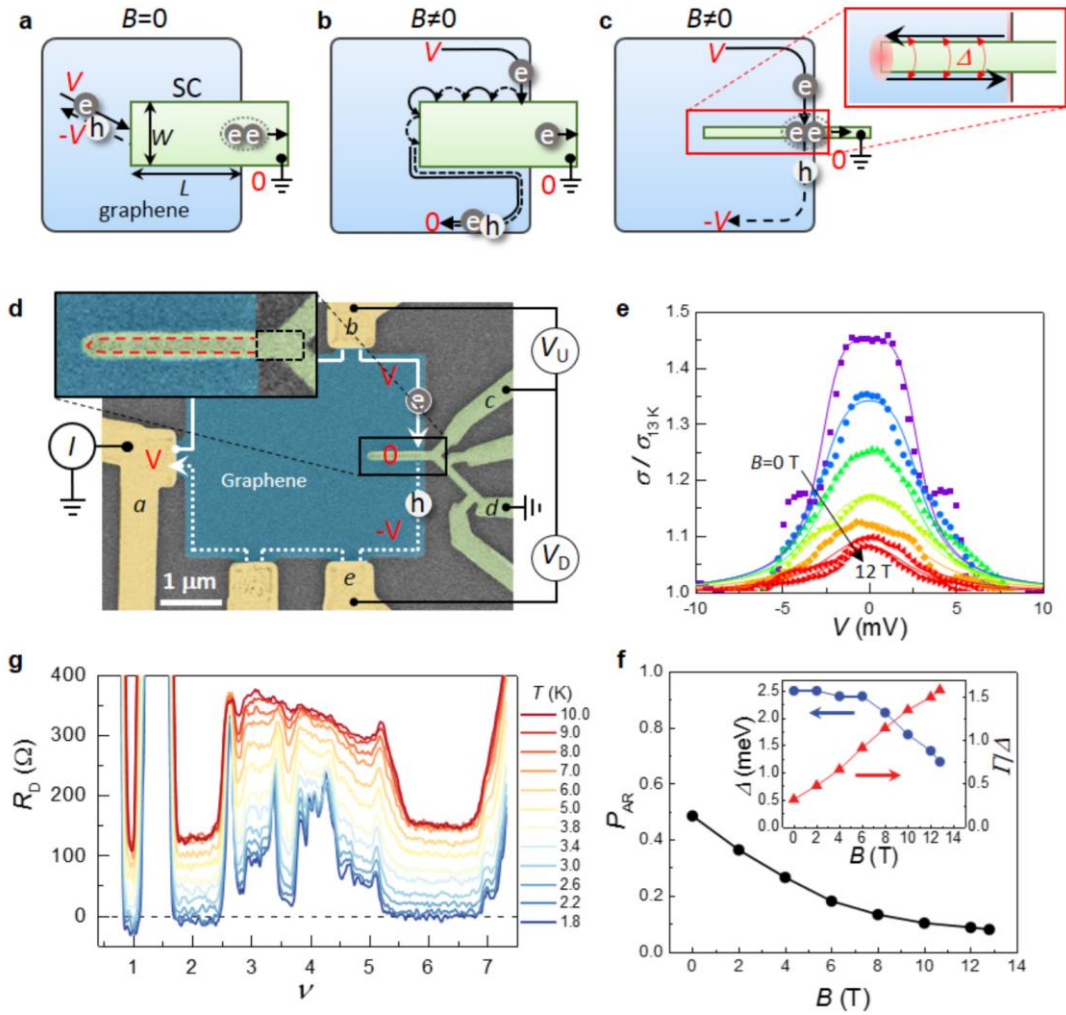 a
B=0
V
e
h
-V
SC
W
ee
L
0
graphene
b
B≠0
V
e
e
0
0
e h
c
B≠0
V
e
ee
0
h
-V
Δ
d
b
V_U
c
V
e
I
V
0
Graphene
h
d
a
-V
V_D
1 μm
e
e
1.5
1.4
1.3
1.2
1.1
1.0
σ / σ_13 K
B=0 T
12 T
-10 -5 0 5 10
V (mV)
g
400
300
200
100
0
R_D (Ω)
1 2 3 4 5 6 7
ν
T (K)
10.0
9.0
8.0
7.0
6.0
5.0
3.8
3.4
3.0
2.6
2.2
1.8
f
1.0
0.8
0.6
0.4
0.2
0.0
P_AR
0 2 4 6 8 10 12 14
B (T)
2.5
2.0
1.5
1.0
0.5
0.0
Δ (meV)
1.5
1.0
0.5
0.0
Γ/Δ
0 2 4 6 8 10 12 14
B (T)